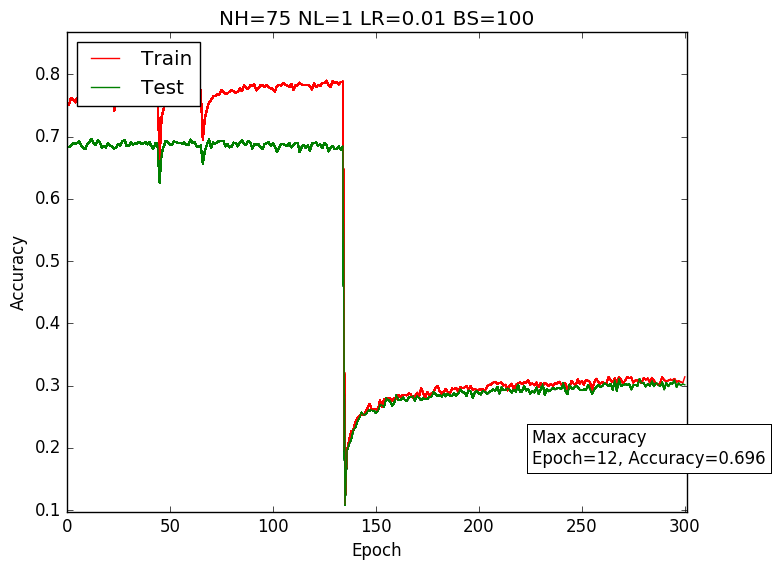 NH=75 NL=1 LR=0.01 BS=100
Train
Test
0.8
0.7
0.6
0.5
0.4
0.3
0.2
0.1
Accuracy
Max accuracy
Epoch=12, Accuracy=0.696
0 50 100 150 200 250 300
Epoch